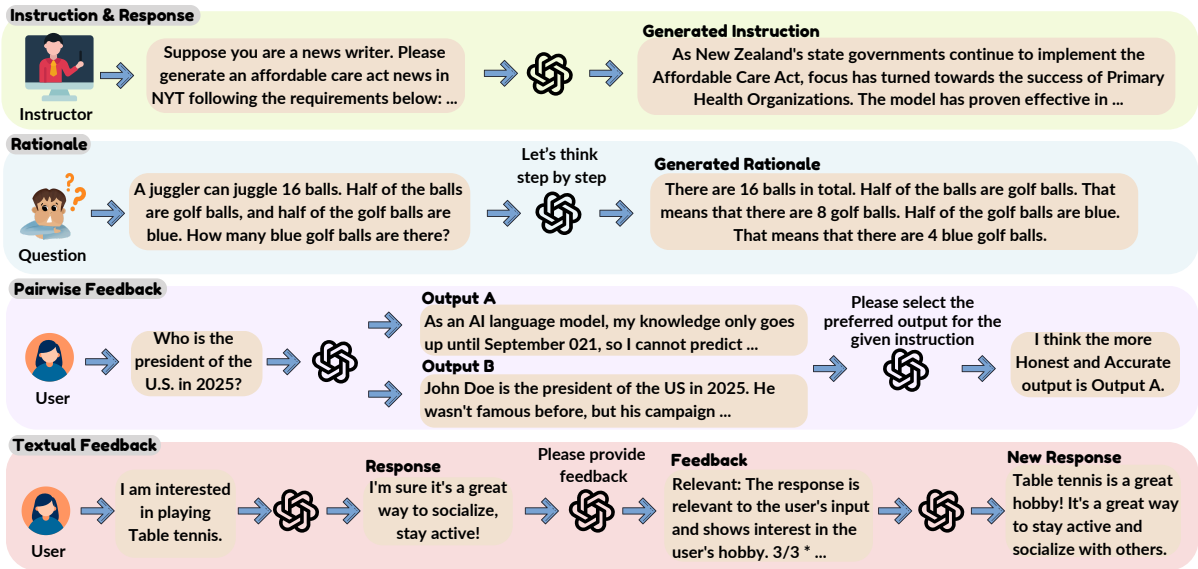 Instruction & Response
Instructor
Suppose you are a news writer. Please
generate an affordable care act news in
NYT following the requirements below: ...
Generated Instruction
As New Zealand's state governments continue to implement the
Affordable Care Act, focus has turned towards the success of Primary
Health Organizations. The model has proven effective in ...
Rationale
Question
A juggler can juggle 16 balls. Half of the balls
are golf balls, and half of the golf balls are
blue. How many blue golf balls are there?
Let's think
step by step
Generated Rationale
There are 16 balls in total. Half of the balls are golf balls. That
means that there are 8 golf balls. Half of the golf balls are blue.
That means that there are 4 blue golf balls.
Pairwise Feedback
User
Who is the
president of the
U.S. in 2025?
Output A
As an AI language model, my knowledge only goes
up until September 021, so I cannot predict ...
Output B
John Doe is the president of the US in 2025. He
wasn't famous before, but his campaign ...
Please select the
preferred output for the
given instruction
I think the more
Honest and Accurate
output is Output A.
Textual Feedback
User
I am interested
in playing
Table tennis.
Response
I'm sure it's a great
way to socialize,
stay active!
Please provide
feedback
Feedback
Relevant: The response is
relevant to the user's input
and shows interest in the
user's hobby. 3/3 * ...
New Response
Table tennis is a great
hobby! It's a great way
to stay active and
socialize with others.